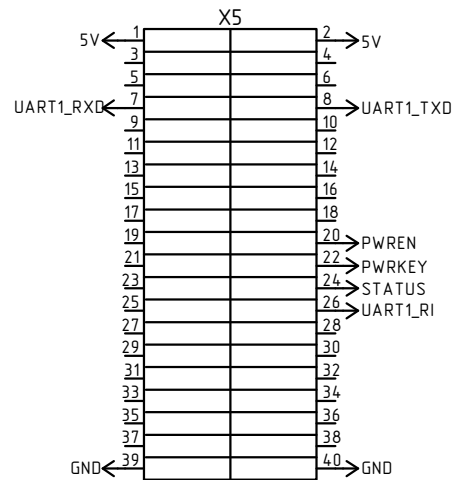 X5
5V 1 2 5V
3 4
5 6
UART1_RXD 7 8 UART1_TXD
9 10
11 12
13 14
15 16
17 18
19 20 PWREN
21 22 PWRKEY
23 24 STATUS
25 26 UART1_RI
27 28
29 30
31 32
33 34
35 36
37 38
GND 39 40 GND